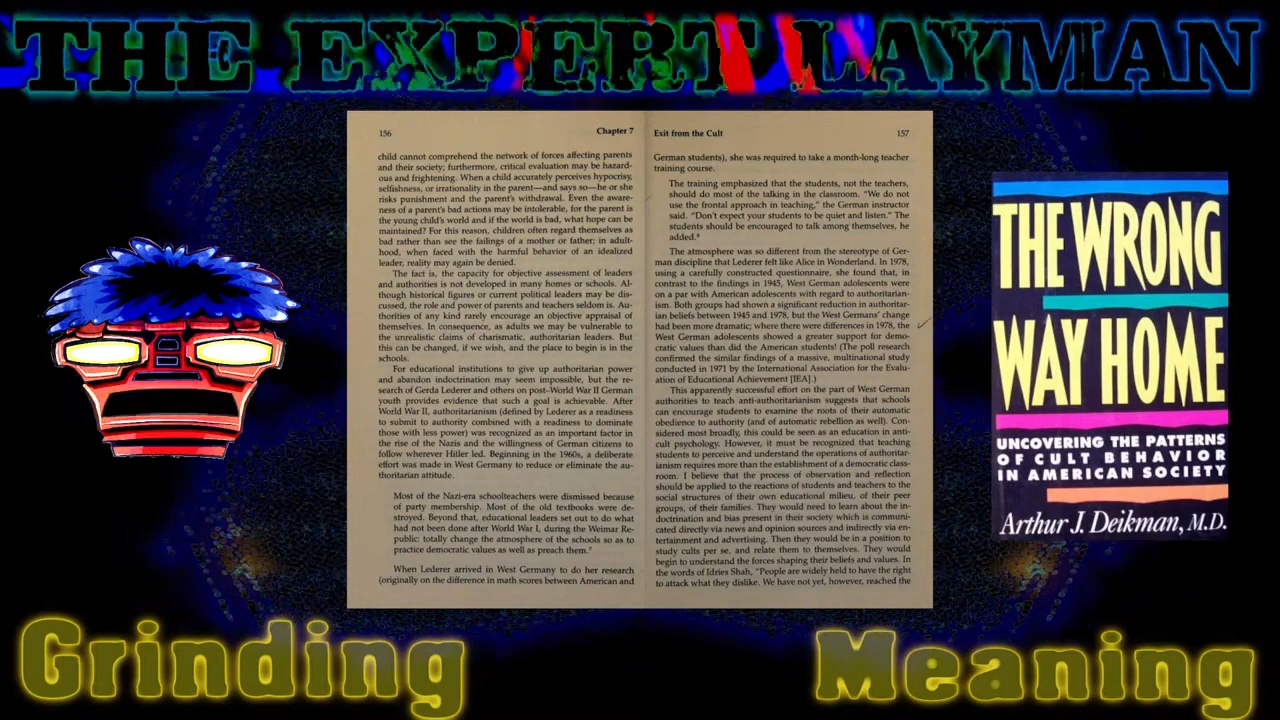 THE EXPERT LAYMAN
156
Chapter 7
child cannot comprehend the network of forces affecting parents
and their society; furthermore, critical evaluation may be hazard-
ous and frightening. When a child accurately perceives hypocrisy,
selfishness, or irrationality in the parent—and says so—he or she
risks punishment and the parent's withdrawal. Even the aware-
ness of a parent's bad actions may be intolerable, for the parent is
the young child's world and if the world is bad, what hope can be
maintained? For this reason, children often regard themselves as
bad rather than see the failings of a mother or father; in adult-
hood, when faced with the harmful behavior of an idealized
leader, reality may again be denied.
The fact is, the capacity for objective assessment of leaders
and authorities is not developed in many homes or schools. Al-
though historical figures or current political leaders may be dis-
cussed, the role and power of parents and teachers seldom is. Au-
thorities of any kind rarely encourage an objective appraisal of
themselves. In consequence, as adults we may be vulnerable to
the unrealistic claims of charismatic, authoritarian leaders. But
this can be changed, if we wish, and the place to begin is in the
schools.
For educational institutions to give up authoritarian power
and abandon indoctrination may seem impossible, but the re-
search of Gerda Lederer and others on post–World War II German
youth provides evidence that such a goal is achievable. After
World War II, authoritarianism (defined by Lederer as a readiness
to submit to authority combined with a readiness to dominate
those with less power) was recognized as an important factor in
the rise of the Nazis and the willingness of German citizens to
follow wherever Hitler led. Beginning in the 1960s, a deliberate
effort was made in West Germany to reduce or eliminate the au-
thoritarian attitude.
Most of the Nazi-era schoolteachers were dismissed because
of party membership. Most of the old textbooks were de-
stroyed. Beyond that, educational leaders set out to do what
had not been done after World War I, during the Weimar Re-
public: totally change the atmosphere of the schools so as to
practice democratic values as well as preach them.7
When Lederer arrived in West Germany to do her research
(originally on the difference in math scores between American and
Exit from the Cult
157
German students), she was required to take a month-long teacher
training course.
The training emphasized that the students, not the teachers,
should do most of the talking in the classroom. "We do not
use the frontal approach in teaching," the German instructor
said. "Don't expect your students to be quiet and listen." The
students should be encouraged to talk among themselves, he
added.8
The atmosphere was so different from the stereotype of Ger-
man discipline that Lederer felt like Alice in Wonderland. In 1978,
using a carefully constructed questionnaire, she found that, in
contrast to the findings in 1945, West German adolescents were
on a par with American adolescents with regard to authoritarian-
ism. Both groups had shown a significant reduction in authoritar-
ian beliefs between 1945 and 1978, but the West Germans' change
had been more dramatic; where there were differences in 1978, the
West German adolescents showed a greater support for demo-
cratic values than did the American students! (The poll research
confirmed the similar findings of a massive, multinational study
conducted in 1971 by the International Association for the Evalu-
ation of Educational Achievement [IEA].)
This apparently successful effort on the part of West German
authorities to teach anti-authoritarianism suggests that schools
can encourage students to examine the roots of their automatic
obedience to authority (and of automatic rebellion as well). Con-
sidered most broadly, this could be seen as an education in anti-
cult psychology. However, it must be recognized that teaching
students to perceive and understand the operations of authoritar-
ianism requires more than the establishment of a democratic class-
room. I believe that the process of observation and reflection
should be applied to the reactions of students and teachers to the
social structures of their own educational milieu, of their peer
groups, of their families. They would need to learn about the in-
doctrination and bias present in their society which is communi-
cated directly via news and opinion sources and indirectly via en-
tertainment and advertising. Then they would be in a position to
study cults per se, and relate them to themselves. They would
begin to understand the forces shaping their beliefs and values. In
the words of Idries Shah, "People are widely held to have the right
to attack what they dislike. We have not yet, however, reached the
THE WRONG
WAY HOME
UNCOVERING THE PATTERNS
OF CULT BEHAVIOR
IN AMERICAN SOCIETY
Arthur J. Deikman, M.D.
Grinding
Meaning